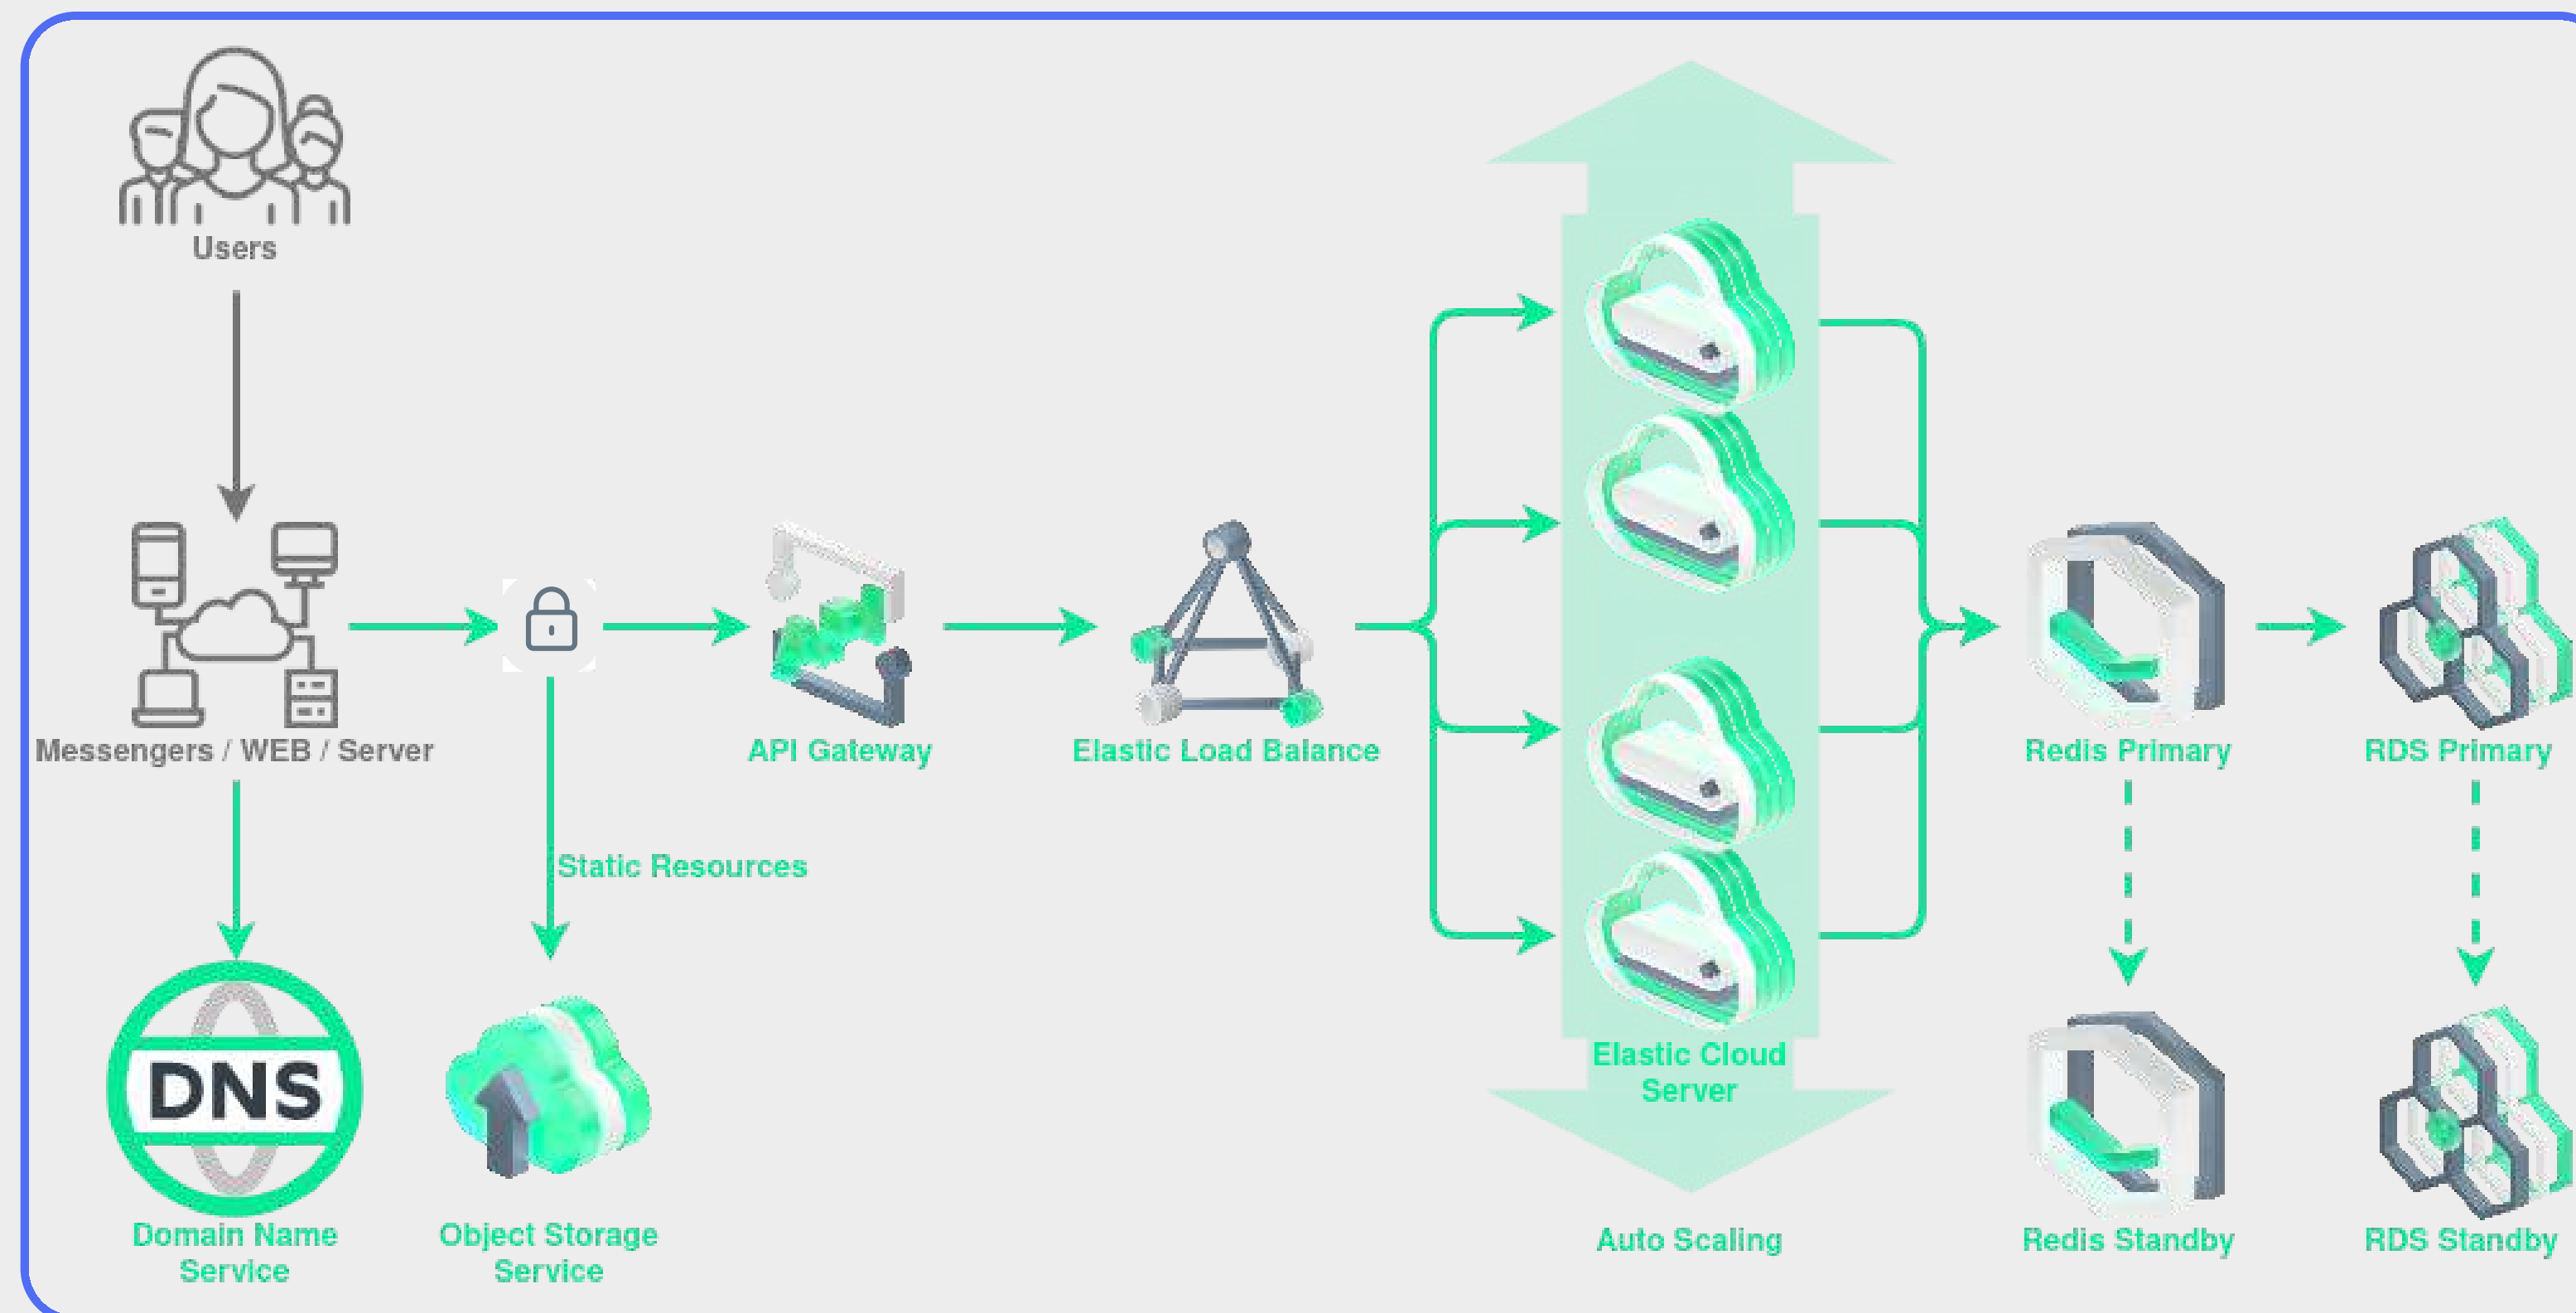 Users
Messengers / WEB / Server
API Gateway
Elastic Load Balance
Redis Primary
RDS Primary
Static Resources
DNS
Elastic Cloud
Server
Domain Name
Service
Object Storage
Service
Auto Scaling
Redis Standby
RDS Standby